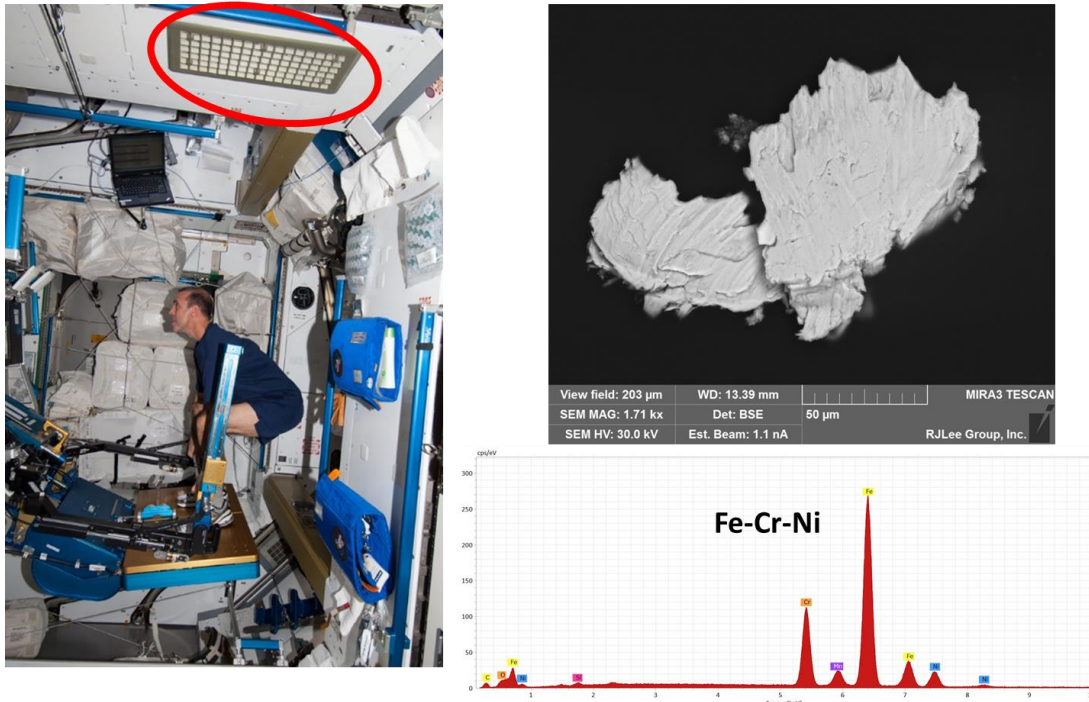 View field: 203 µm
WD: 13.39 mm
MIRA3 TESCAN
SEM MAG: 1.71 kx
Det: BSE
50 µm
SEM HV: 30.0 kV
Est. Beam: 1.1 nA
RJLee Group, Inc.
cps/eV
Fe-Cr-Ni
300
250
200
150
100
50
0
C
O
Fe
Ni
Si
Cr
Mn
Fe
Fe
Ni
1
2
3
4
5
6
7
8
9